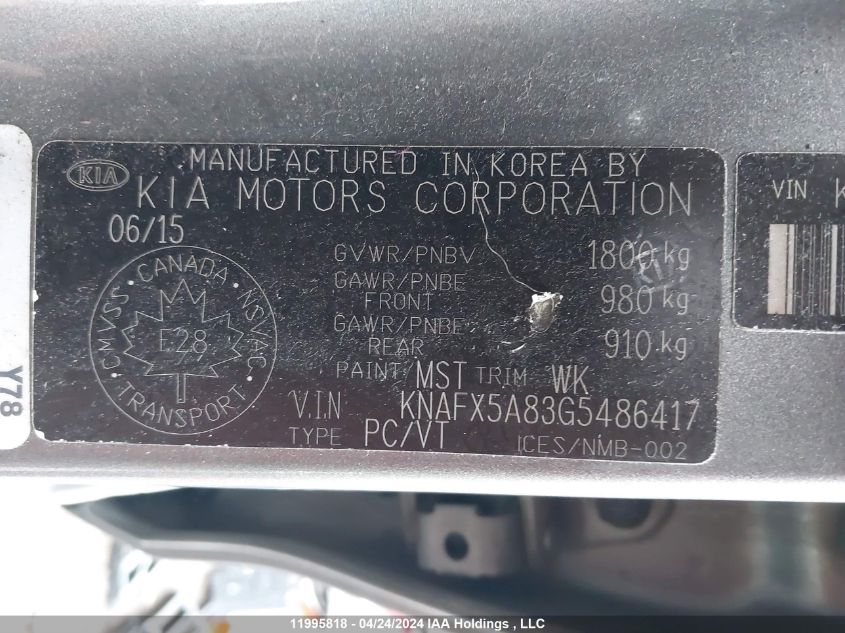 MANUFACTURED IN KOREA BY
KIA
KIA MOTORS CORPORATION
06/15
GVWR/PNBV 1800 kg
GAWR/PNBE
FRONT 980 kg
GAWR/PNBE
REAR 910 kg
PAINT/ MST TRIM WK
V.I.N KNAFX5A83G5486417
TYPE PC/VT
ICES/NMB-002
CANADA
CMVSS NSVAC
E28
TRANSPORT
Y78
VIN K
11995818 - 04/24/2024 IAA Holdings , LLC